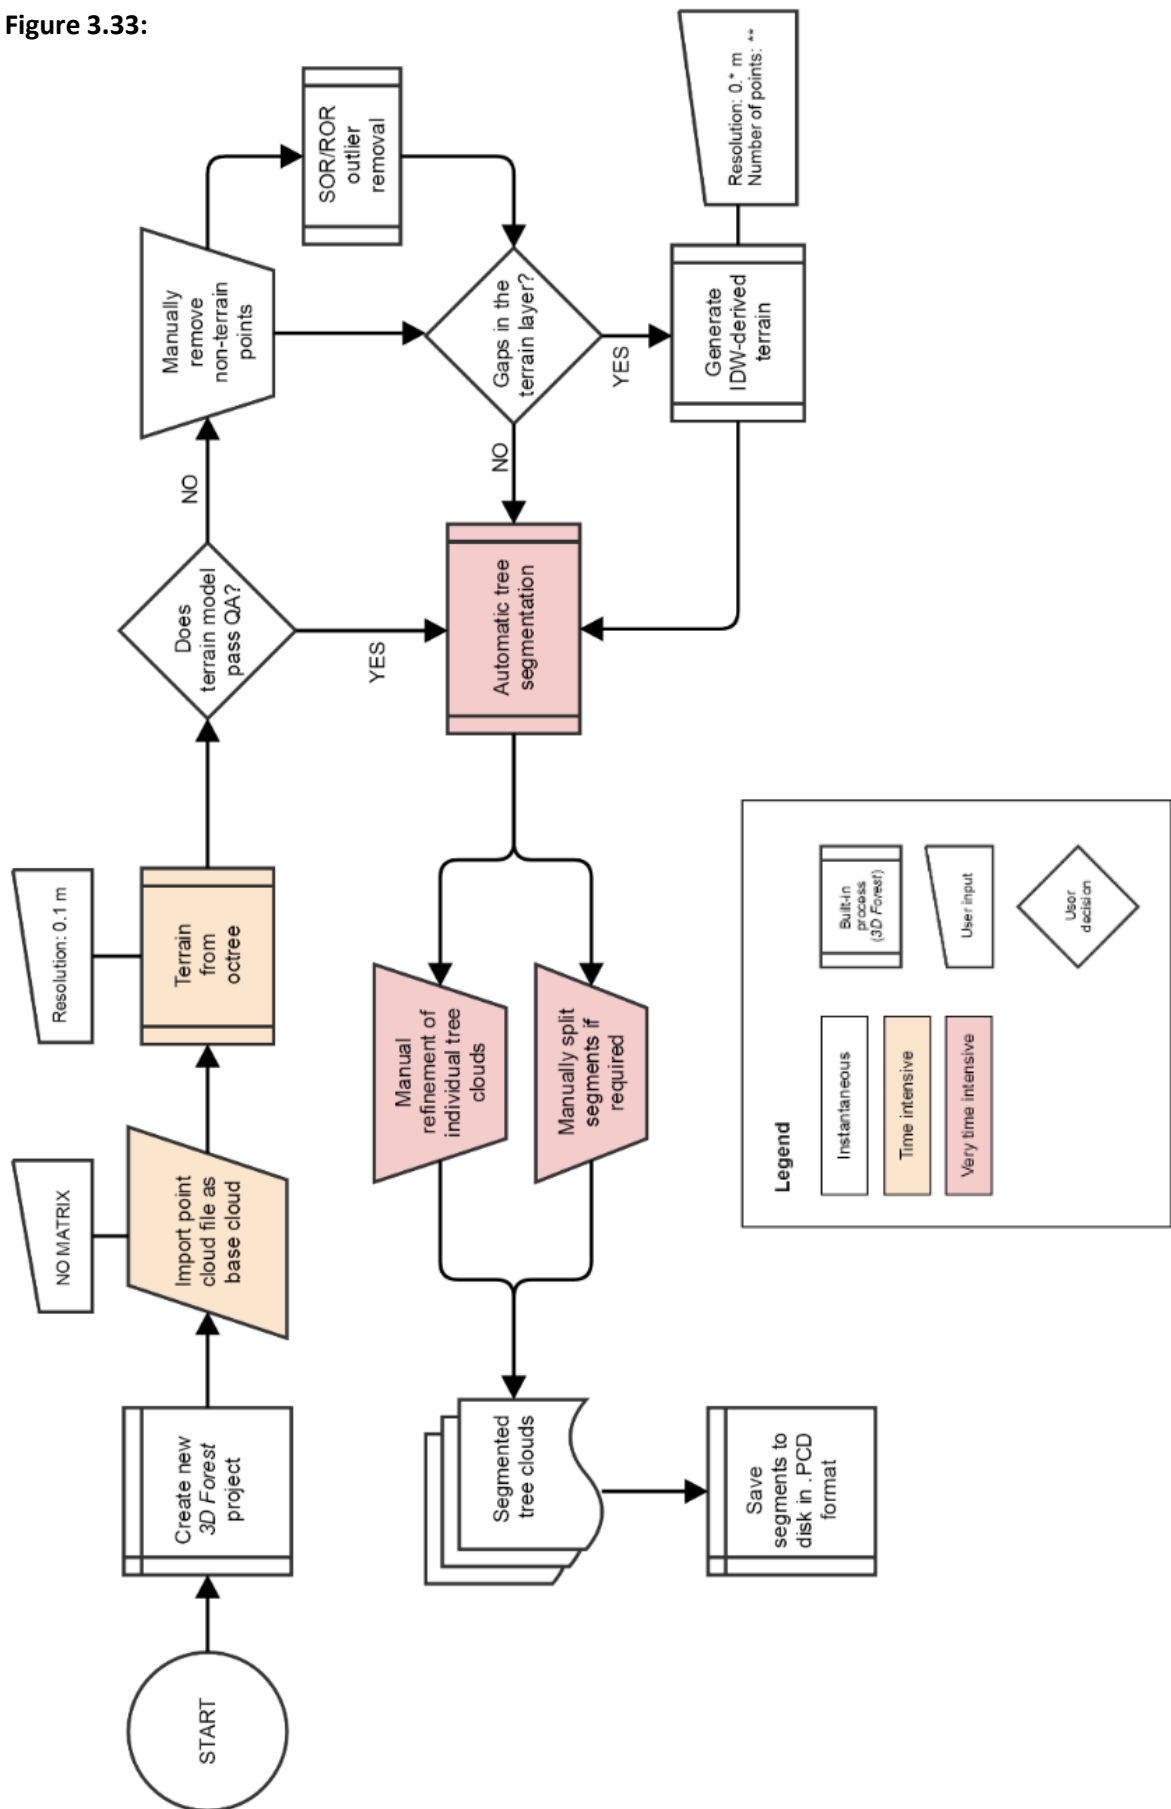 Figure 3.33:
START
Create new
3D Forest
project
NO MATRIX
Import point
cloud file as
base cloud
Resolution: 0.1 m
Terrain
from
octree
Does
terrain model
pass QA?
NO
YES
Manually
remove
non-terrain
points
SOR/ROR
outlier
removal
Gaps in the
terrain layer?
NO
YES
Generate
IDW-derived
terrain
Resolution: 0.* m
Number of points: **
Automatic tree
segmentation
Manual
refinement of
individual tree
clouds
Manually split
segments if
required
Segmented
tree clouds
Save
segments to
disk in .PCD
format
Legend
Instantaneous
Time intensive
Very time intensive
Built-in
process
(3D Forest)
User input
User
decision